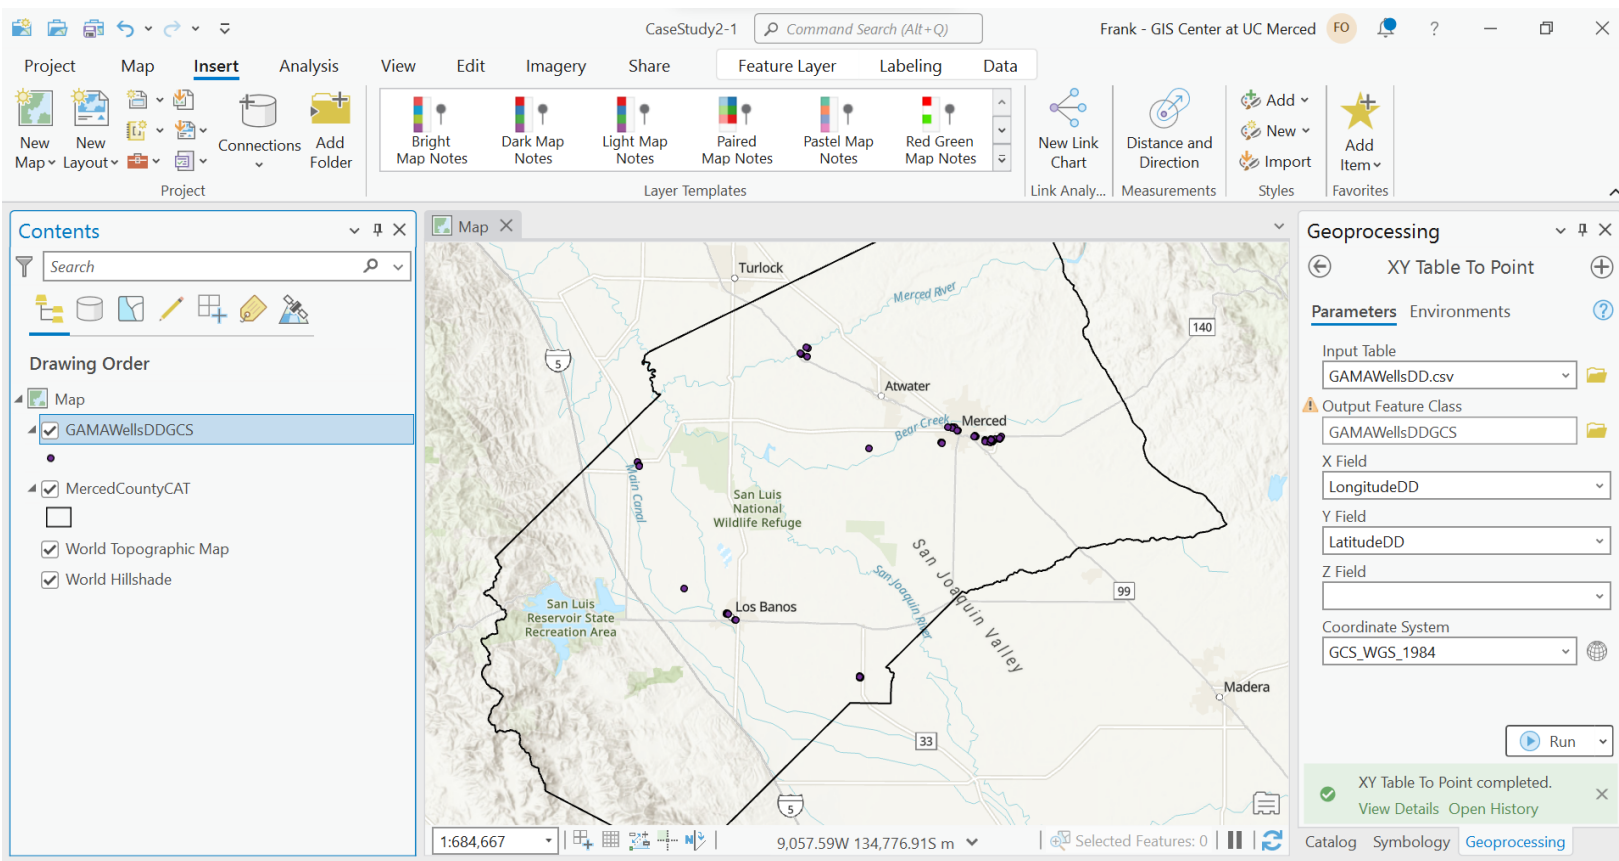 CaseStudy2-1
Command Search (Alt+Q)
Frank - GIS Center at UC Merced
FO
?
Project
Map
Insert
Analysis
View
Edit
Imagery
Share
Feature Layer
Labeling
Data
New
Map
New
Layout
Connections
Add
Folder
Project
Bright
Map Notes
Dark Map
Notes
Light Map
Notes
Paired
Map Notes
Pastel Map
Notes
Red Green
Map Notes
Layer Templates
New Link
Chart
Link Analy...
Distance and
Direction
Measurements
Add
New
Import
Styles
Add
Item
Favorites
Contents
Search
Drawing Order
Map
GAMAWellsDDGCS
MercedCountyCAT
World Topographic Map
World Hillshade
Map
Turlock
Merced River
140
5
Atwater
Bear Creek
Merced
Main Canal
San Luis
National
Wildlife Refuge
San Joaquin Valley
San Joaquin River
99
San Luis
Reservoir State
Recreation Area
Los Banos
Madera
33
5
1:684,667
9,057.59W 134,776.91S m
Selected Features: 0
Geoprocessing
XY Table To Point
Parameters
Environments
?
Input Table
GAMAWellsDD.csv
Output Feature Class
GAMAWellsDDGCS
X Field
LongitudeDD
Y Field
LatitudeDD
Z Field
Coordinate System
GCS_WGS_1984
Run
XY Table To Point completed.
View Details Open History
Catalog
Symbology
Geoprocessing